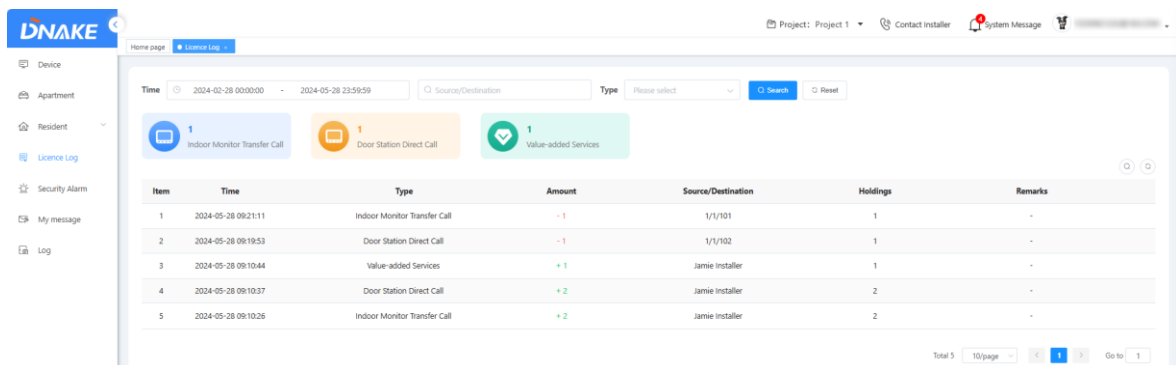 DNAKE
Project: Project 1 Contact Installer 4 System Message
Home page Licence Log ×
Device
Apartment
Resident
Licence Log
Security Alarm
My message
Log
Time 2024-02-28 00:00:00 - 2024-05-28 23:59:59 Source/Destination Type Please select Search Reset
1
Indoor Monitor Transfer Call
1
Door Station Direct Call
1
Value-added Services
Item Time Type Amount Source/Destination Holdings Remarks
1 2024-05-28 09:21:11 Indoor Monitor Transfer Call - 1 1/1/101 1 -
2 2024-05-28 09:19:53 Door Station Direct Call - 1 1/1/102 1 -
3 2024-05-28 09:10:44 Value-added Services + 1 Jamie Installer 1 -
4 2024-05-28 09:10:37 Door Station Direct Call + 2 Jamie Installer 2 -
5 2024-05-28 09:10:26 Indoor Monitor Transfer Call + 2 Jamie Installer 2 -
Total 5 10/page < 1 > Go to 1